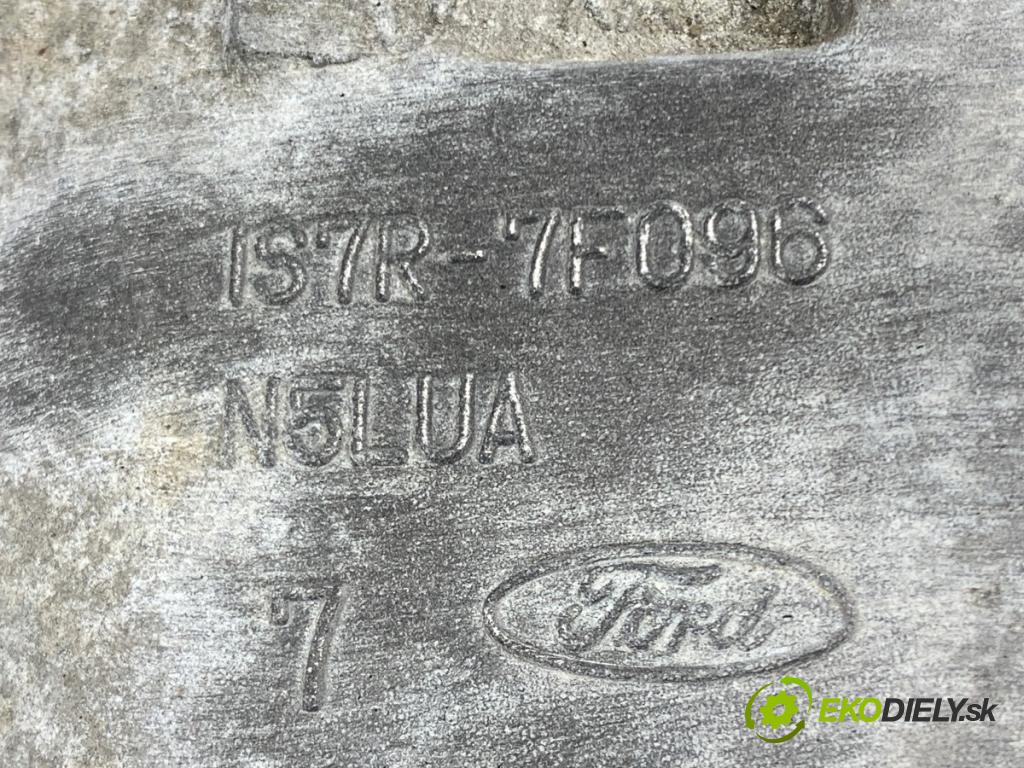 1S7R-7F096
N5LUA
7
Ford
EKODIELY.sk